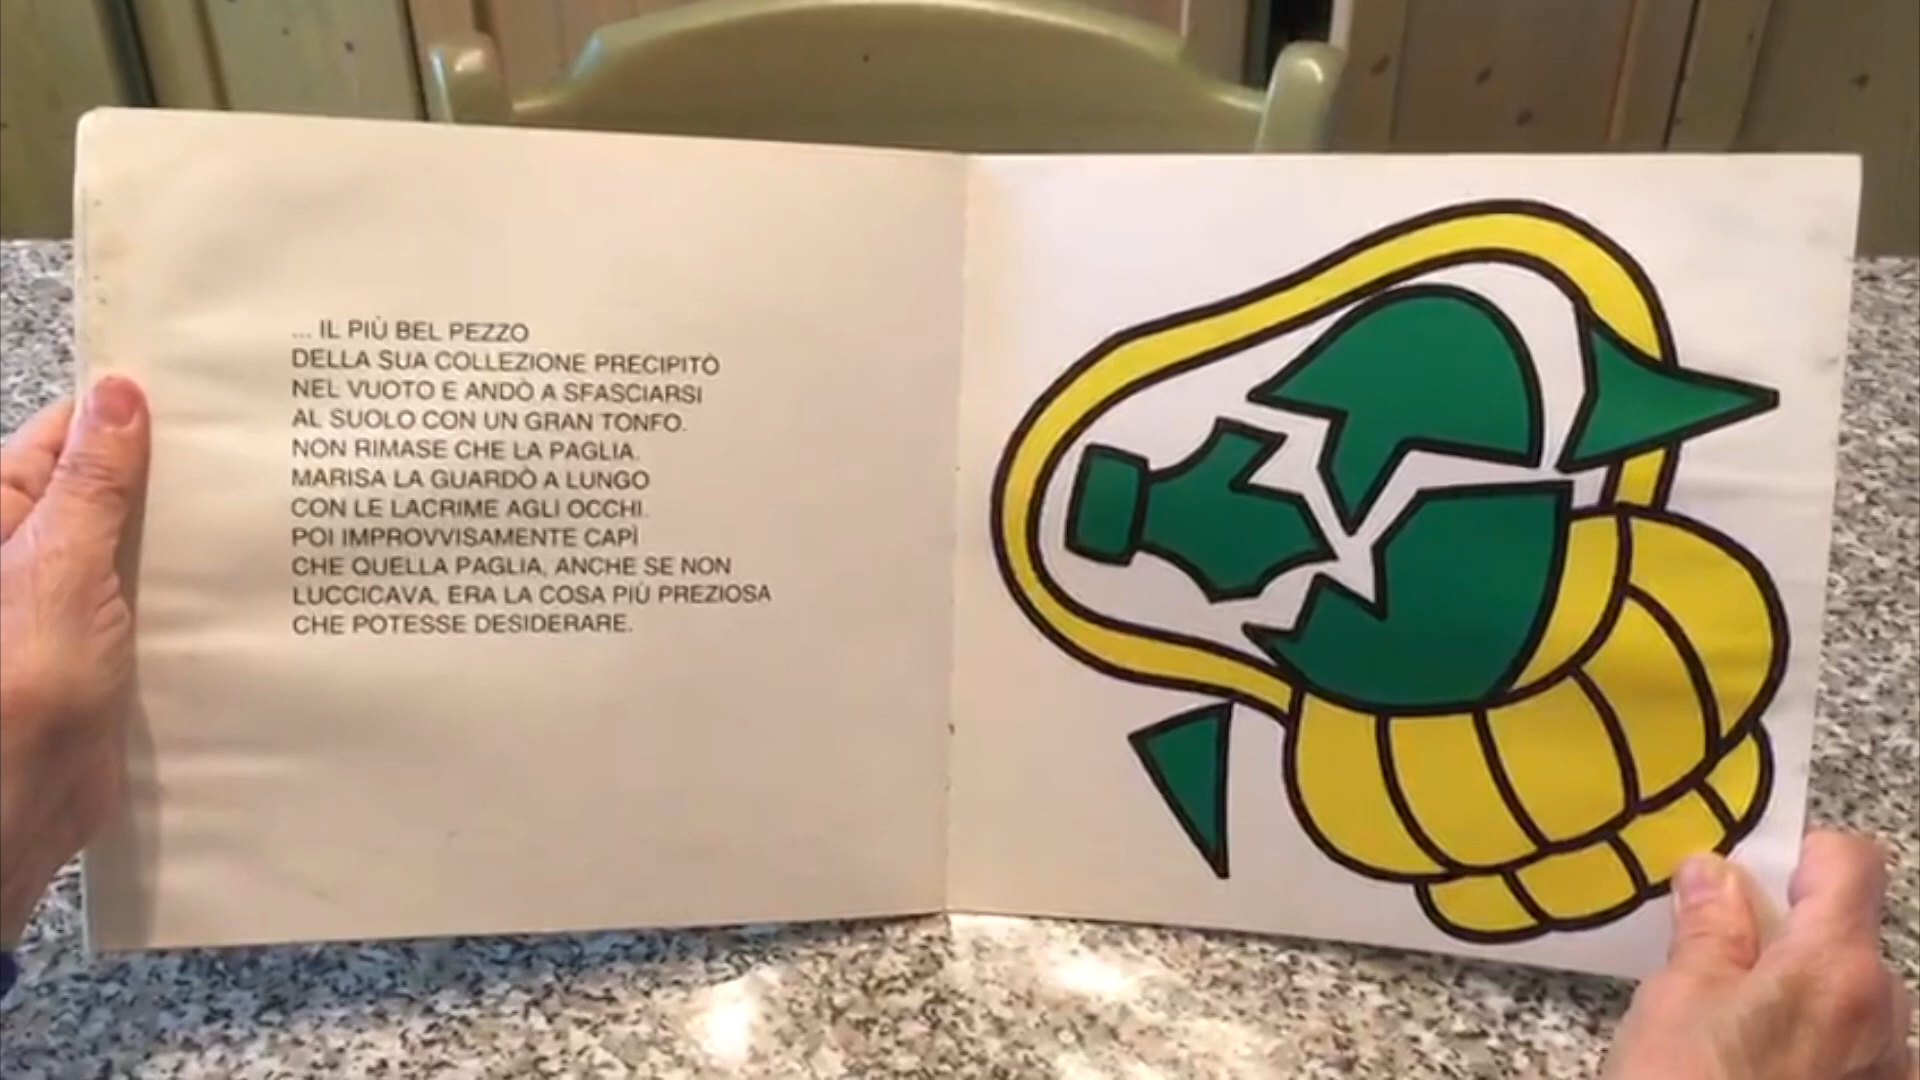 ... IL PIÙ BEL PEZZO
DELLA SUA COLLEZIONE PRECIPITÒ
NEL VUOTO E ANDÒ A SFASCIARSI
AL SUOLO CON UN GRAN TONFO.
NON RIMASE CHE LA PAGLIA.
MARISA LA GUARDÒ A LUNGO
CON LE LACRIME AGLI OCCHI.
POI IMPROVVISAMENTE CAPÌ
CHE QUELLA PAGLIA, ANCHE SE NON
LUCCICAVA, ERA LA COSA PIÙ PREZIOSA
CHE POTESSE DESIDERARE.